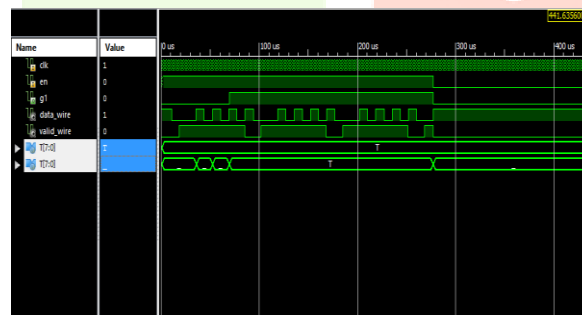 441.63560
Name Value 0 us 100 us 200 us 300 us 400 us
clk 1
en 0
g1 0
data_wire 1
valid_wire 0
T[7:0] T T
T[7:0] _ _ _ _ T _